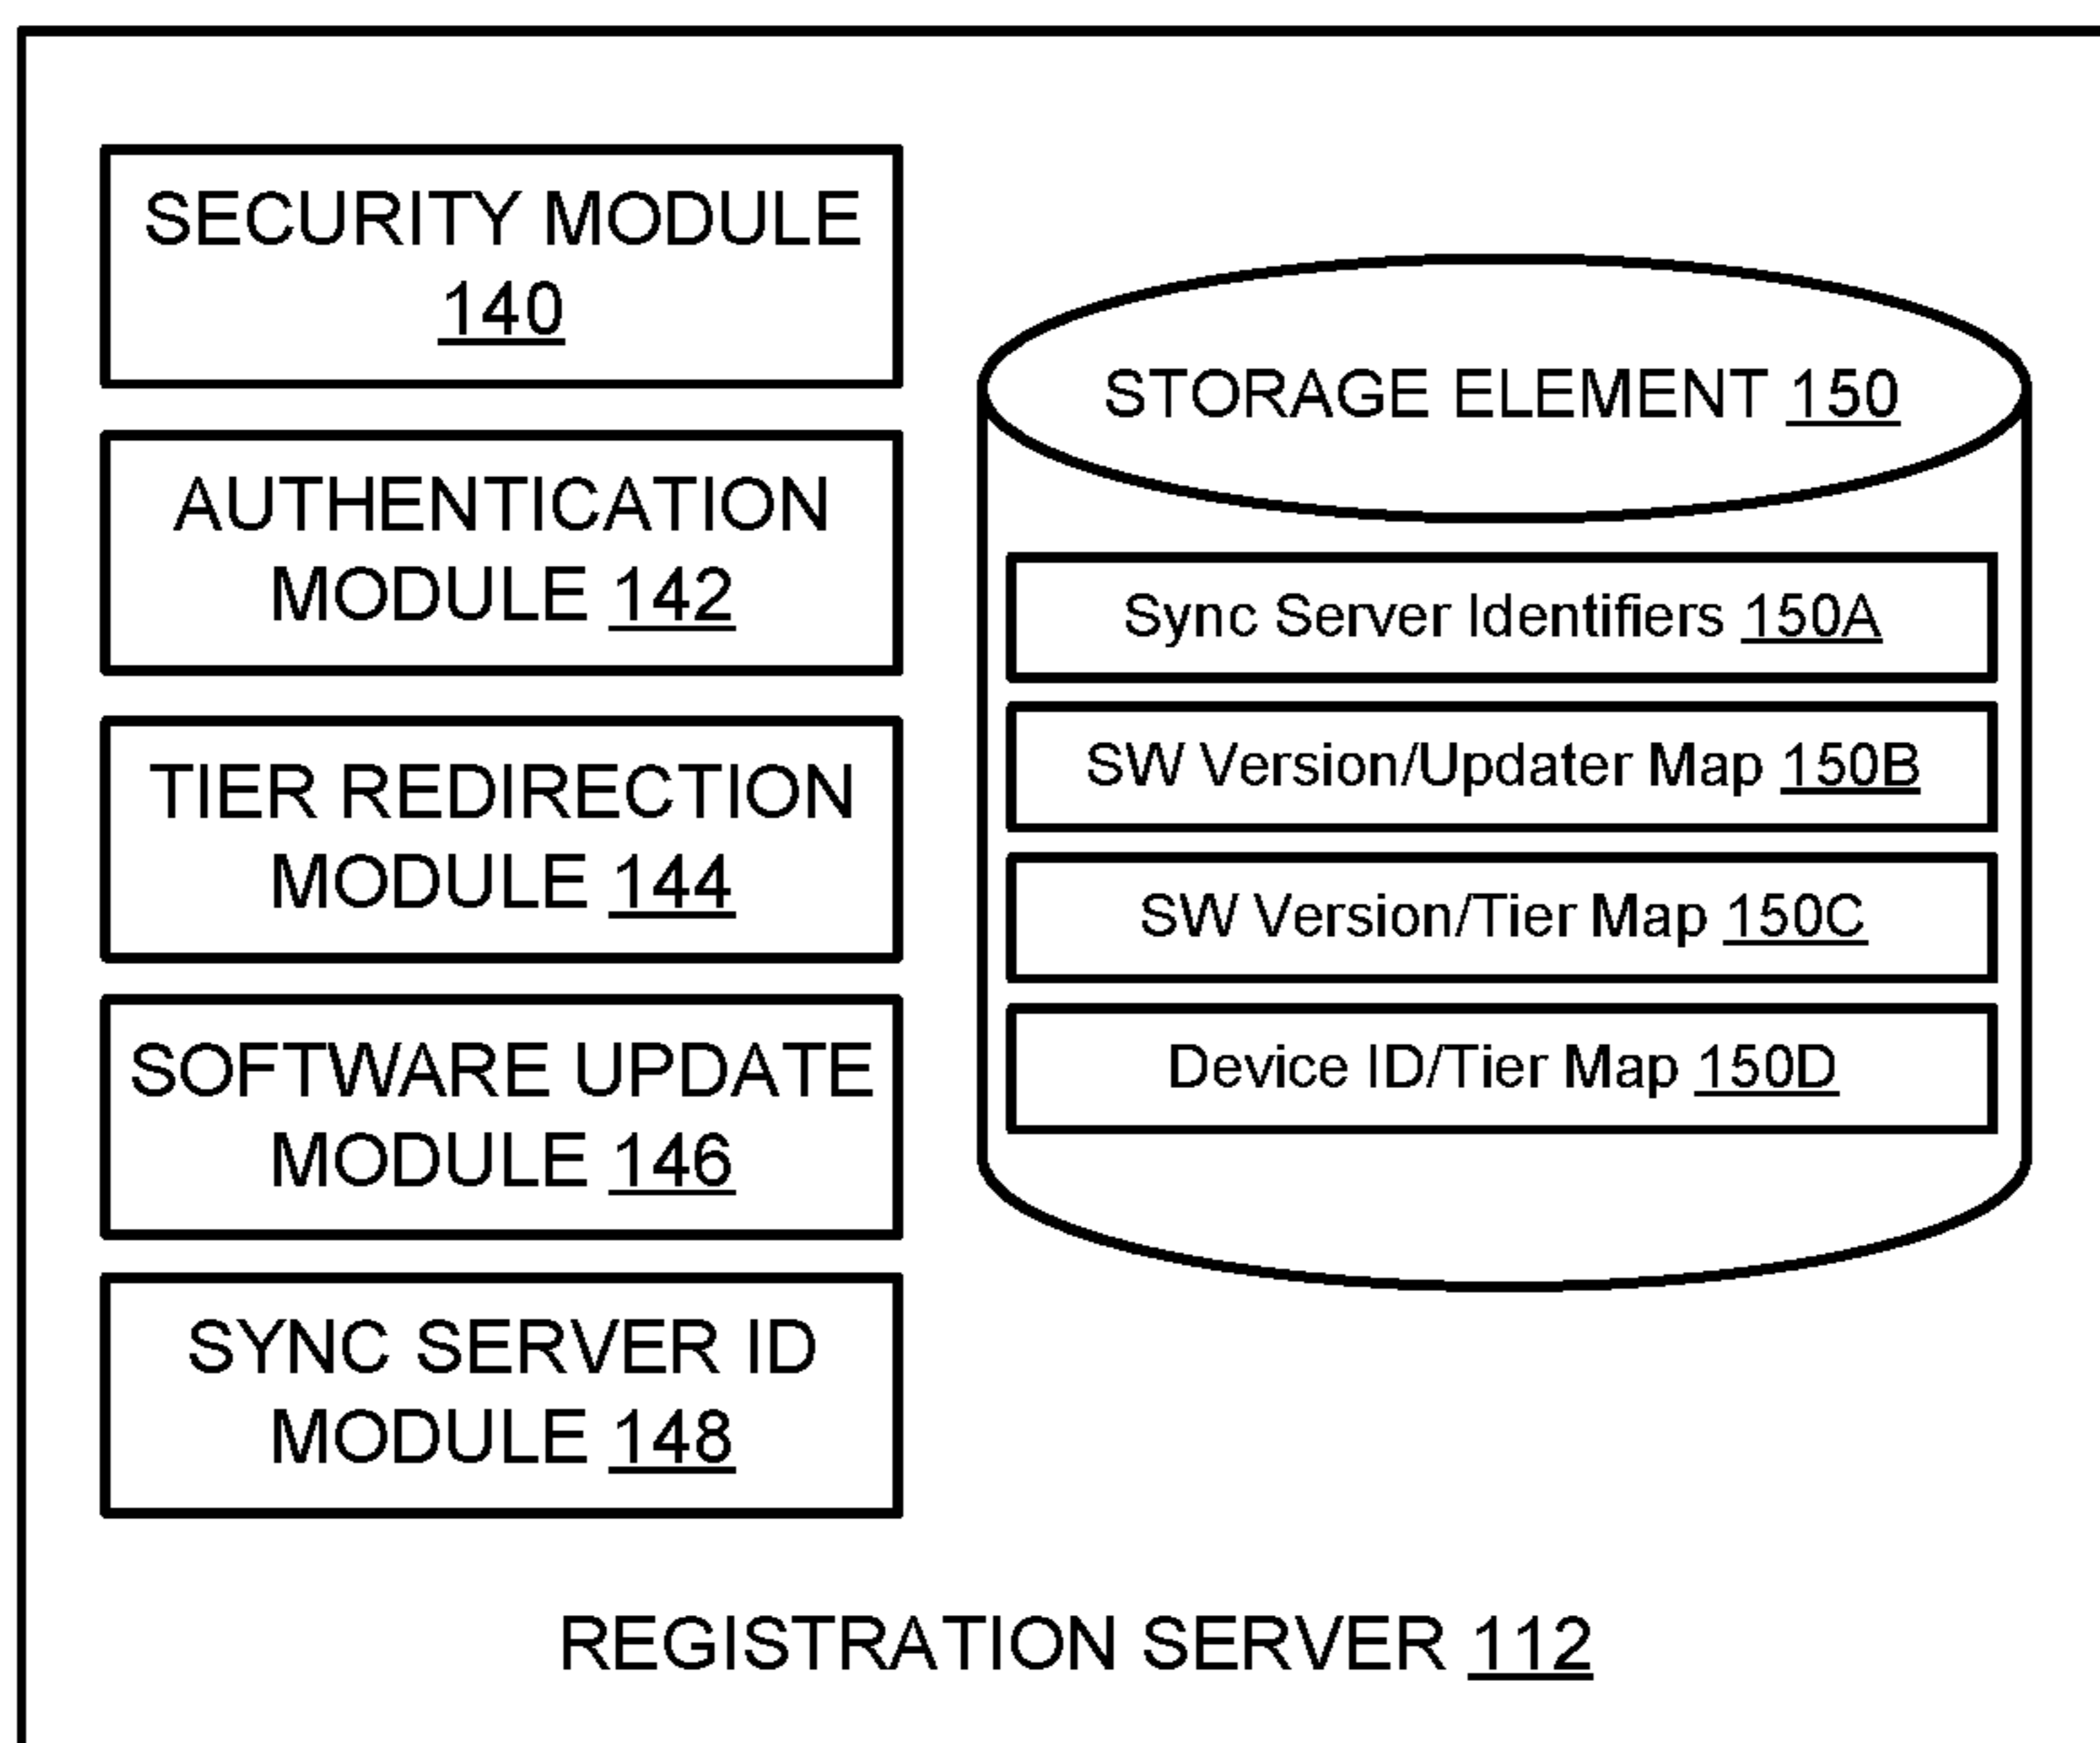 SECURITY MODULE
140
AUTHENTICATION
MODULE 142
TIER REDIRECTION
MODULE 144
SOFTWARE UPDATE
MODULE 146
SYNC SERVER ID
MODULE 148
STORAGE ELEMENT 150
Sync Server Identifiers 150A
SW Version/Updater Map 150B
SW Version/Tier Map 150C
Device ID/Tier Map 150D
REGISTRATION SERVER 112